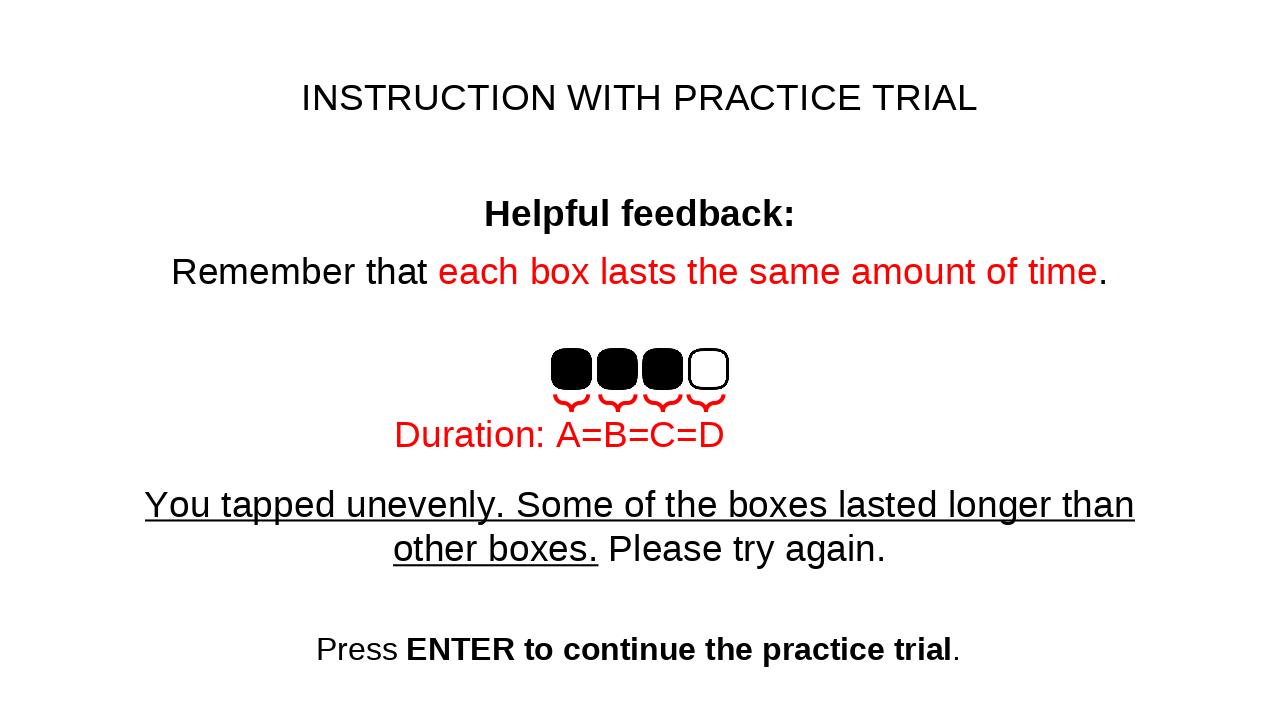 INSTRUCTION WITH PRACTICE TRIAL
Helpful feedback:
Remember that each box lasts the same amount of time.
Duration: A=B=C=D
You tapped unevenly. Some of the boxes lasted longer than
other boxes. Please try again.
Press ENTER to continue the practice trial.